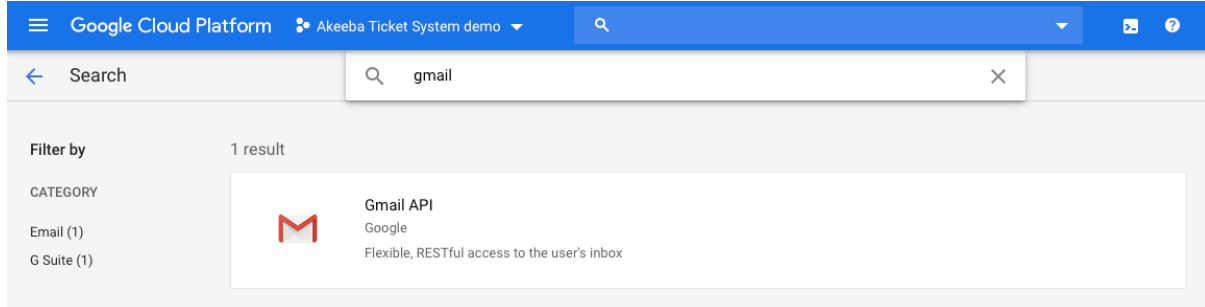 Google Cloud Platform Akeeba Ticket System demo
Search gmail
Filter by 1 result
CATEGORY
Gmail API
Google
Email (1)
Flexible, RESTful access to the user's inbox
G Suite (1)